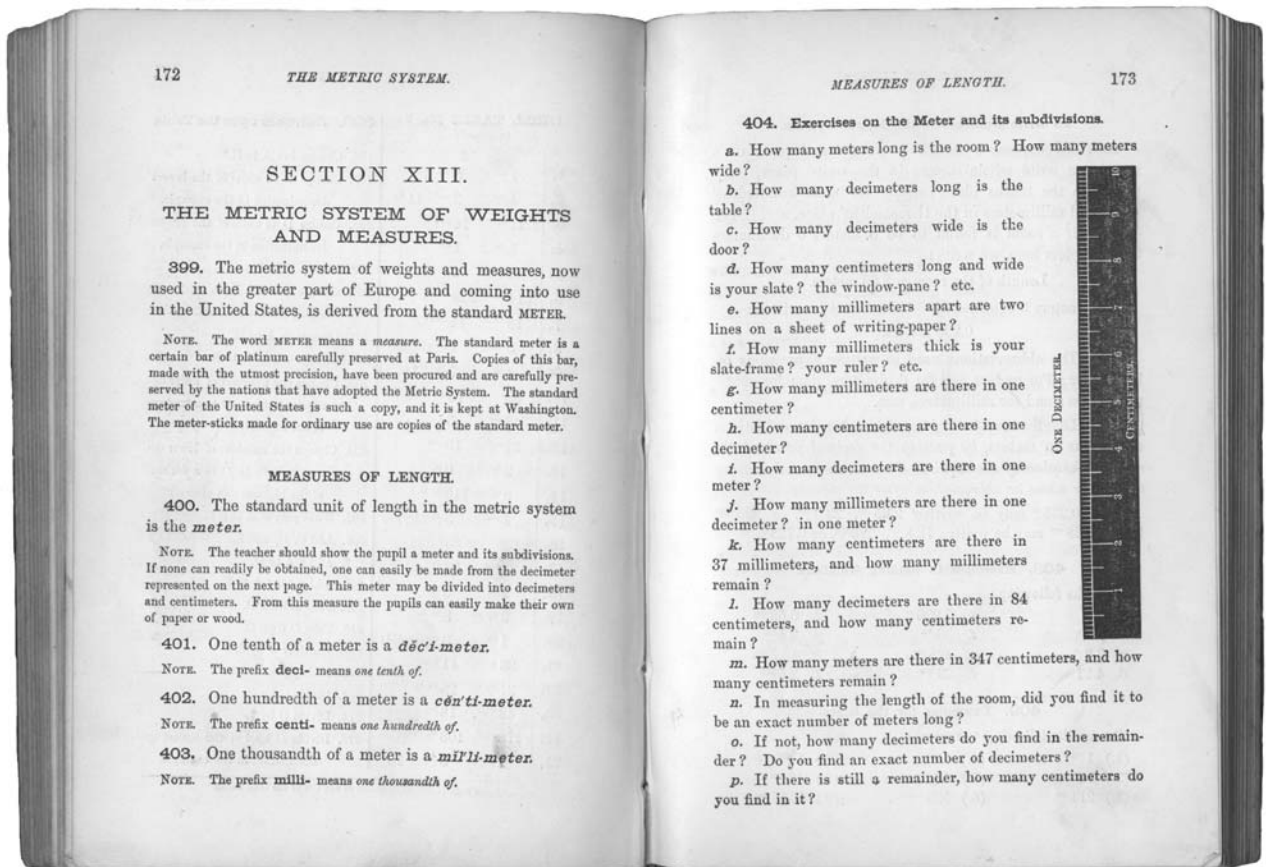 172 THE METRIC SYSTEM.
SECTION XIII.
THE METRIC SYSTEM OF WEIGHTS
AND MEASURES.
399. The metric system of weights and measures, now
used in the greater part of Europe and coming into use
in the United States, is derived from the standard METER.
NOTE. The word METER means a measure. The standard meter is a
certain bar of platinum carefully preserved at Paris. Copies of this bar,
made with the utmost precision, have been procured and are carefully pre-
served by the nations that have adopted the Metric System. The standard
meter of the United States is such a copy, and it is kept at Washington.
The meter-sticks made for ordinary use are copies of the standard meter.
MEASURES OF LENGTH.
400. The standard unit of length in the metric system
is the meter.
NOTE. The teacher should show the pupil a meter and its subdivisions.
If none can readily be obtained, one can easily be made from the decimeter
represented on the next page. This meter may be divided into decimeters
and centimeters. From this measure the pupils can easily make their own
of paper or wood.
401. One tenth of a meter is a dĕc'i-meter.
NOTE. The prefix deci- means one tenth of.
402. One hundredth of a meter is a cĕn'ti-meter.
NOTE. The prefix centi- means one hundredth of.
403. One thousandth of a meter is a mĭl'li-meter.
NOTE. The prefix milli- means one thousandth of.
MEASURES OF LENGTH. 173
404. Exercises on the Meter and its subdivisions.
a. How many meters long is the room? How many meters
wide?
b. How many decimeters long is the
table?
c. How many decimeters wide is the
door?
d. How many centimeters long and wide
is your slate? the window-pane? etc.
e. How many millimeters apart are two
lines on a sheet of writing-paper?
f. How many millimeters thick is your
slate-frame? your ruler? etc.
g. How many millimeters are there in one
centimeter?
h. How many centimeters are there in one
decimeter?
i. How many decimeters are there in one
meter?
j. How many millimeters are there in one
decimeter? in one meter?
k. How many centimeters are there in
37 millimeters, and how many millimeters
remain?
l. How many decimeters are there in 84
centimeters, and how many centimeters re-
main?
m. How many meters are there in 347 centimeters, and how
many centimeters remain?
n. In measuring the length of the room, did you find it to
be an exact number of meters long?
o. If not, how many decimeters do you find in the remain-
der? Do you find an exact number of decimeters?
p. If there is still a remainder, how many centimeters do
you find in it?
ONE DECIMETER.
1 2 3 4 5 6 7 8 9 10
CENTIMETERS.